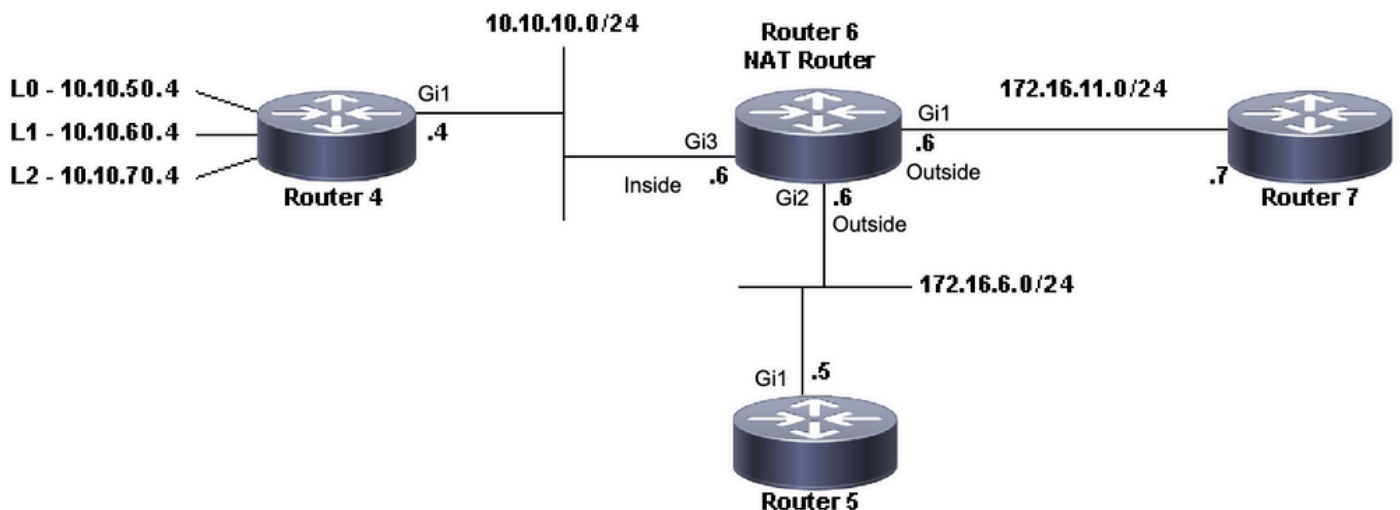 10.10.10.0/24
Router 6
NAT Router
L0 - 10.10.50.4
L1 - 10.10.60.4
L2 - 10.10.70.4
Gi1
.4
Router 4
Gi3
Inside
.6
Gi1
.6
Outside
172.16.11.0/24
.7
Router 7
Gi2
.6
Outside
172.16.6.0/24
Gi1
.5
Router 5